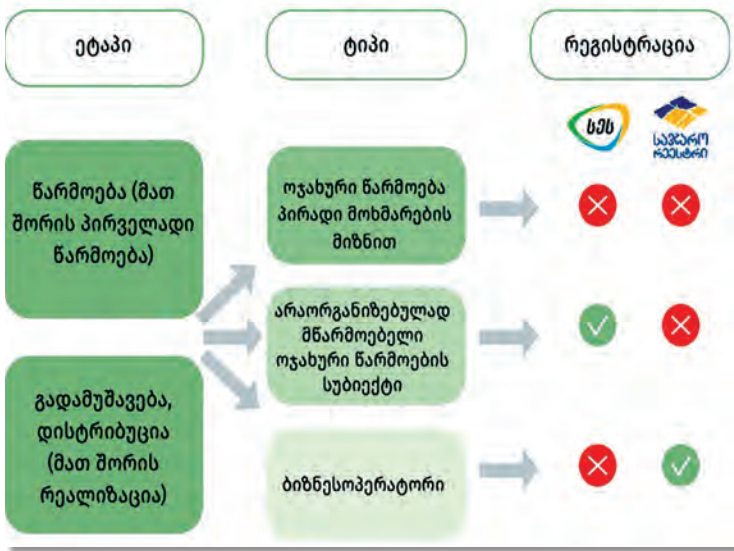 ეტაპი
ტიპი
რეგისტრაცია
სეს
საჯარო
რეესტრი
წარმოება (მათ
შორის პირველადი
წარმოება)
ოჯახური წარმოება
პირადი მოხმარების
მიზნით
არაორგანიზებულად
მწარმოებელი
ოჯახური წარმოების
სუბიექტი
გადამუშავება,
დისტრიბუცია
(მათ შორის
რეალიზაცია)
ბიზნესოპერატორი